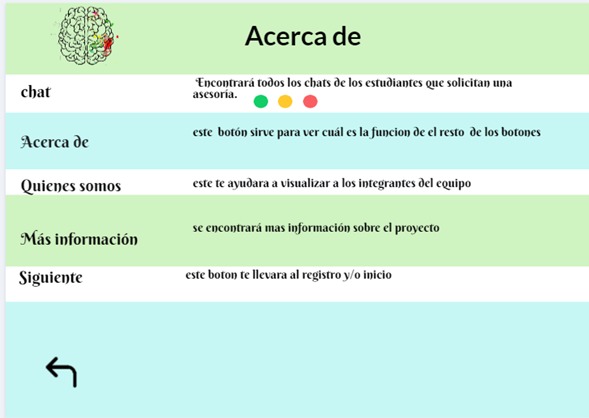 Acerca de
chat
Encontrará todos los chats de los estudiantes que solicitan una
asesoría.
Acerca de
este botón sirve para ver cuál es la funcion de el resto de los botones
Quienes somos
este te ayudara a visualizar a los integrantes del equipo
Más información
se encontrará mas información sobre el proyecto
Siguiente
este boton te llevara al registro y/o inicio